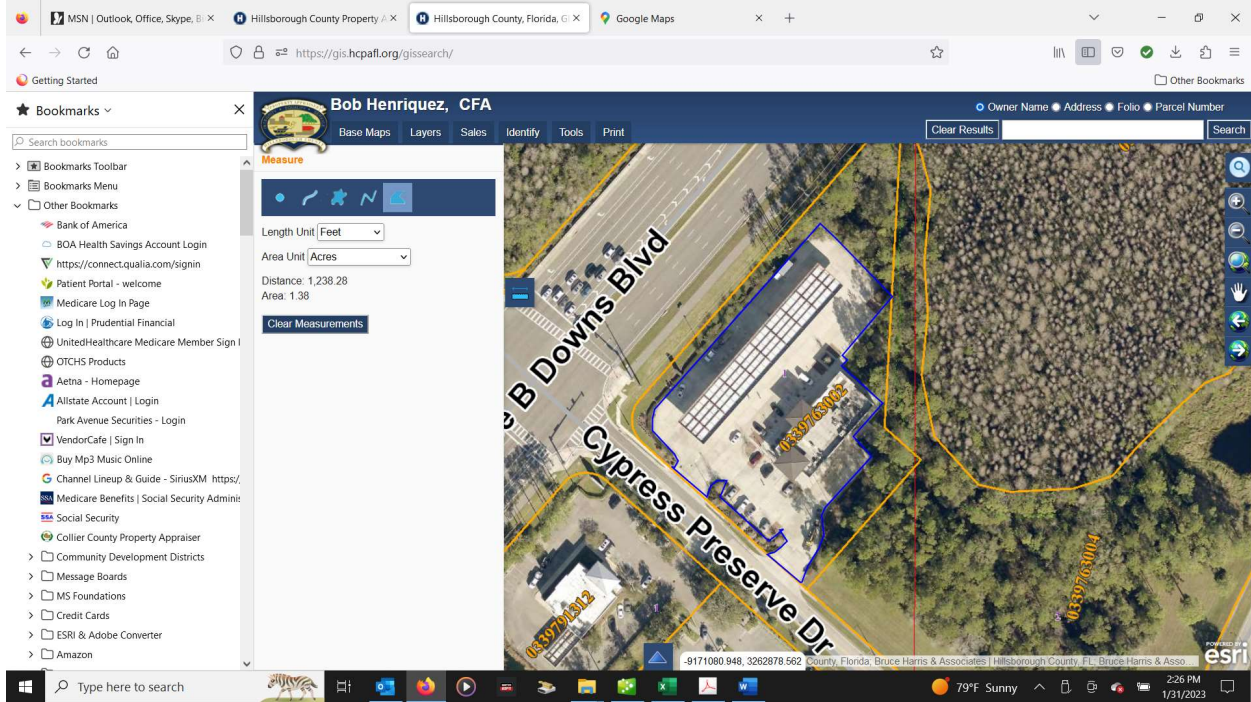 MSN | Outlook, Office, Skype, B
Hillsborough County Property A
Hillsborough County, Florida, G
Google Maps
https://gis.hcpafl.org/gissearch/
Getting Started
Other Bookmarks
Bookmarks
Search bookmarks
Bookmarks Toolbar
Bookmarks Menu
Other Bookmarks
Bank of America
BOA Health Savings Account Login
https://connect.qualia.com/signin
Patient Portal - welcome
Medicare Log In Page
Log In | Prudential Financial
UnitedHealthcare Medicare Member Sign I
OTCHS Products
Aetna - Homepage
Allstate Account | Login
Park Avenue Securities - Login
VendorCafe | Sign In
Buy Mp3 Music Online
Channel Lineup & Guide - SiriusXM https:/
SSA Medicare Benefits | Social Security Adminis
SSA Social Security
Collier County Property Appraiser
Community Development Districts
Message Boards
MS Foundations
Credit Cards
ESRI & Adobe Converter
Amazon
Bob Henriquez, CFA
Owner Name Address Folio Parcel Number
Base Maps Layers Sales Identify Tools Print
Clear Results
Search
Measure
Length Unit Feet
Area Unit Acres
Distance: 1,238.28
Area: 1.38
Clear Measurements
e B Downs Blvd
Cypress Preserve Dr
0339763062
0339791312
0339763004
-9171080.948, 3262878.562
County, Florida; Bruce Harris & Associates | Hillsborough County, FL; Bruce Harris & Asso...
POWERED BY
esri
Type here to search
79°F Sunny
2:26 PM
1/31/2023